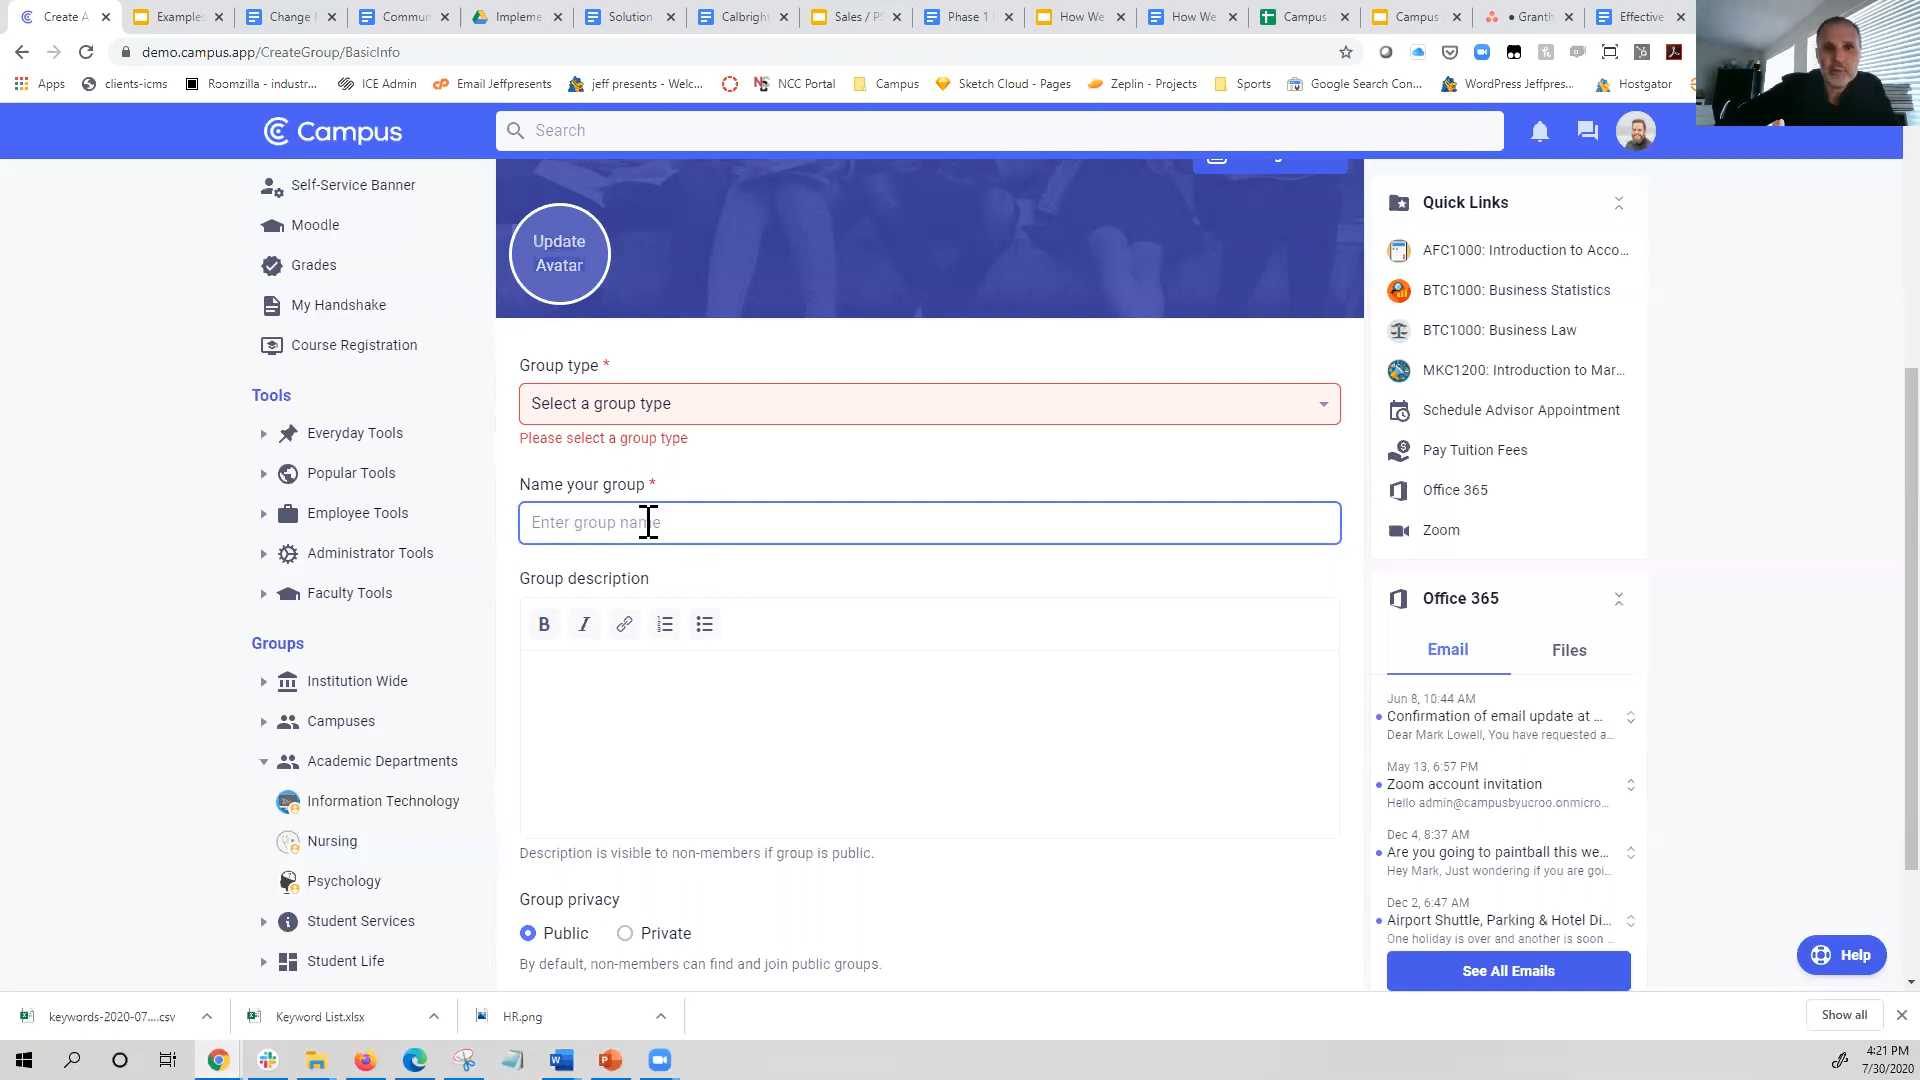 Create A
Examples
Change
Commun
Impleme
Solution
Calbright
Sales / P
Phase 1
How We
How We
Campus
Campus
• Granth
Effective
demo.campus.app/CreateGroup/BasicInfo
Apps
clients-icms
Roomzilla - industr...
ICE Admin
Email Jeffpresents
jeff presents - Welc...
NCC Portal
Campus
Sketch Cloud - Pages
Zeplin - Projects
Sports
Google Search Con...
WordPress Jeffpres...
Hostgator
Campus
Search
Self-Service Banner
Moodle
Grades
My Handshake
Course Registration
Tools
Everyday Tools
Popular Tools
Employee Tools
Administrator Tools
Faculty Tools
Groups
Institution Wide
Campuses
Academic Departments
Information Technology
Nursing
Psychology
Student Services
Student Life
Update
Avatar
Group type *
Select a group type
Please select a group type
Name your group *
Enter group name
Group description
B I
Description is visible to non-members if group is public.
Group privacy
Public
Private
By default, non-members can find and join public groups.
Quick Links
AFC1000: Introduction to Acco...
BTC1000: Business Statistics
BTC1000: Business Law
MKC1200: Introduction to Mar...
Schedule Advisor Appointment
Pay Tuition Fees
Office 365
Zoom
Office 365
Email
Files
Jun 8, 10:44 AM
Confirmation of email update at ...
Dear Mark Lowell, You have requested a...
May 13, 6:57 PM
Zoom account invitation
Hello admin@campusbyucroo.onmicro...
Dec 4, 8:37 AM
Are you going to paintball this we...
Hey Mark, Just wondering if you are goi...
Dec 2, 6:47 AM
Airport Shuttle, Parking & Hotel Di...
One holiday is over and another is soon ...
See All Emails
Help
keywords-2020-07....csv
Keyword List.xlsx
HR.png
Show all
4:21 PM
7/30/2020